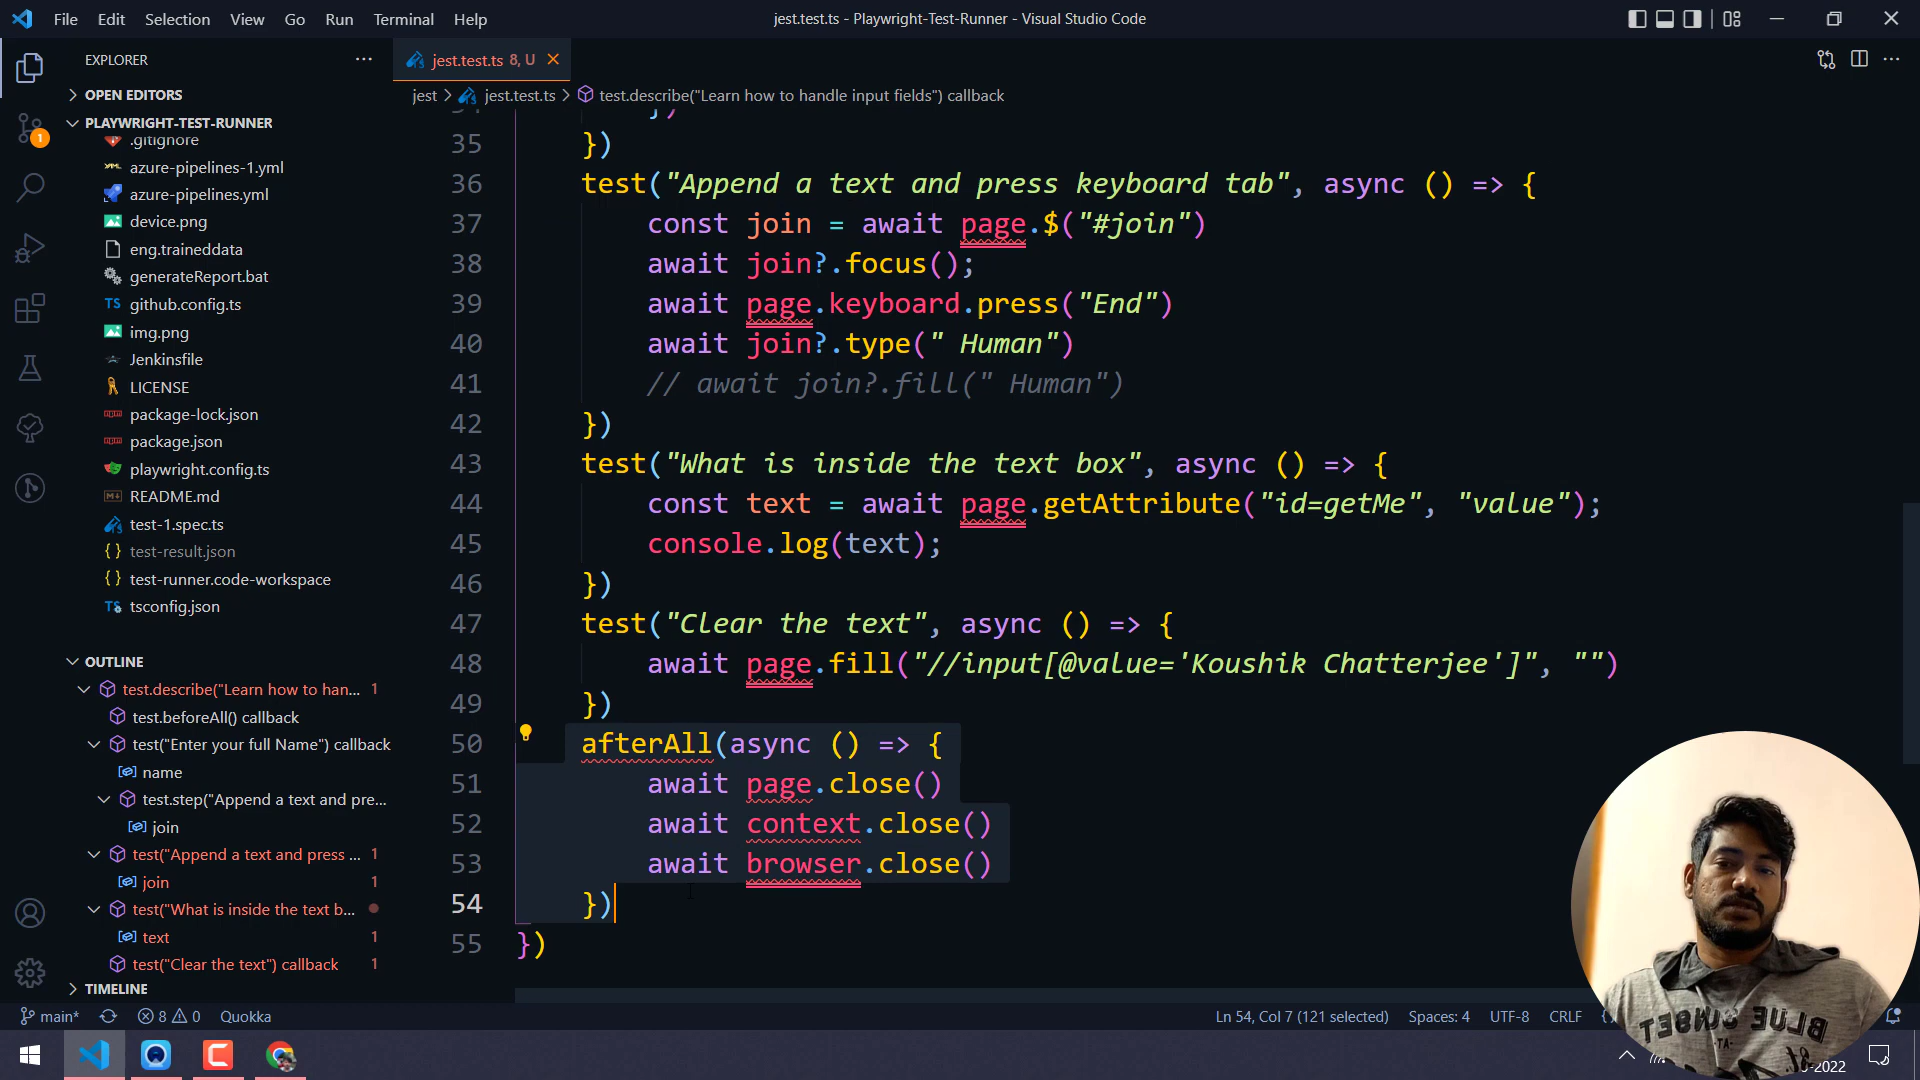 File Edit Selection View Go Run Terminal Help
jest.test.ts - Playwright-Test-Runner - Visual Studio Code
EXPLORER
OPEN EDITORS
PLAYWRIGHT-TEST-RUNNER
.gitignore
azure-pipelines-1.yml
azure-pipelines.yml
device.png
eng.traineddata
generateReport.bat
TS github.config.ts
img.png
Jenkinsfile
LICENSE
package-lock.json
package.json
playwright.config.ts
README.md
test-1.spec.ts
{} test-result.json
{} test-runner.code-workspace
TS tsconfig.json
OUTLINE
test.describe("Learn how to han... 1
test.beforeAll() callback
test("Enter your full Name") callback
name
test.step("Append a text and pre...
join
test("Append a text and press ... 1
join 1
test("What is inside the text b...
text 1
test("Clear the text") callback 1
TIMELINE
jest.test.ts 8, U
jest > jest.test.ts > test.describe("Learn how to handle input fields") callback
35 })
36 test("Append a text and press keyboard tab", async () => {
37 const join = await page.$("#join")
38 await join?.focus();
39 await page.keyboard.press("End")
40 await join?.type(" Human")
41 // await join?.fill(" Human")
42 })
43 test("What is inside the text box", async () => {
44 const text = await page.getAttribute("id=getMe", "value");
45 console.log(text);
46 })
47 test("Clear the text", async () => {
48 await page.fill("//input[@value='Koushik Chatterjee']", "")
49 })
50 afterAll(async () => {
51 await page.close()
52 await context.close()
53 await browser.close()
54 })
55 })
main* 8 0 Quokka
Ln 54, Col 7 (121 selected) Spaces: 4 UTF-8 CRLF
-2022